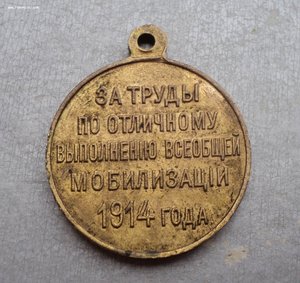 ЗА ТРУДЫ
ПО ОТЛИЧНОМУ
ВЫПОЛНЕНІЮ ВСЕОБЩЕЙ
МОБИЛИЗАЦІИ
1914 ГОДА.